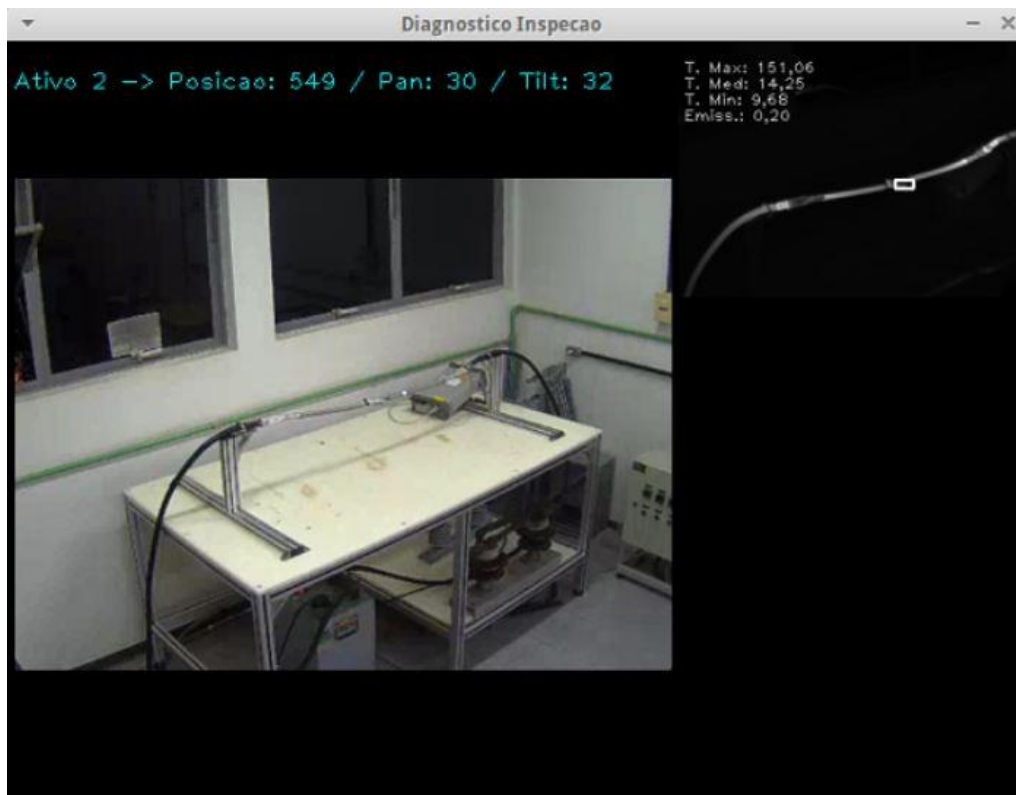 Diagnostico Inspecao
Ativo 2 -> Posicao: 549 / Pan: 30 / Tilt: 32
T. Max: 151,06
T. Med: 14,25
T. Min: 9,68
Emiss.: 0,20